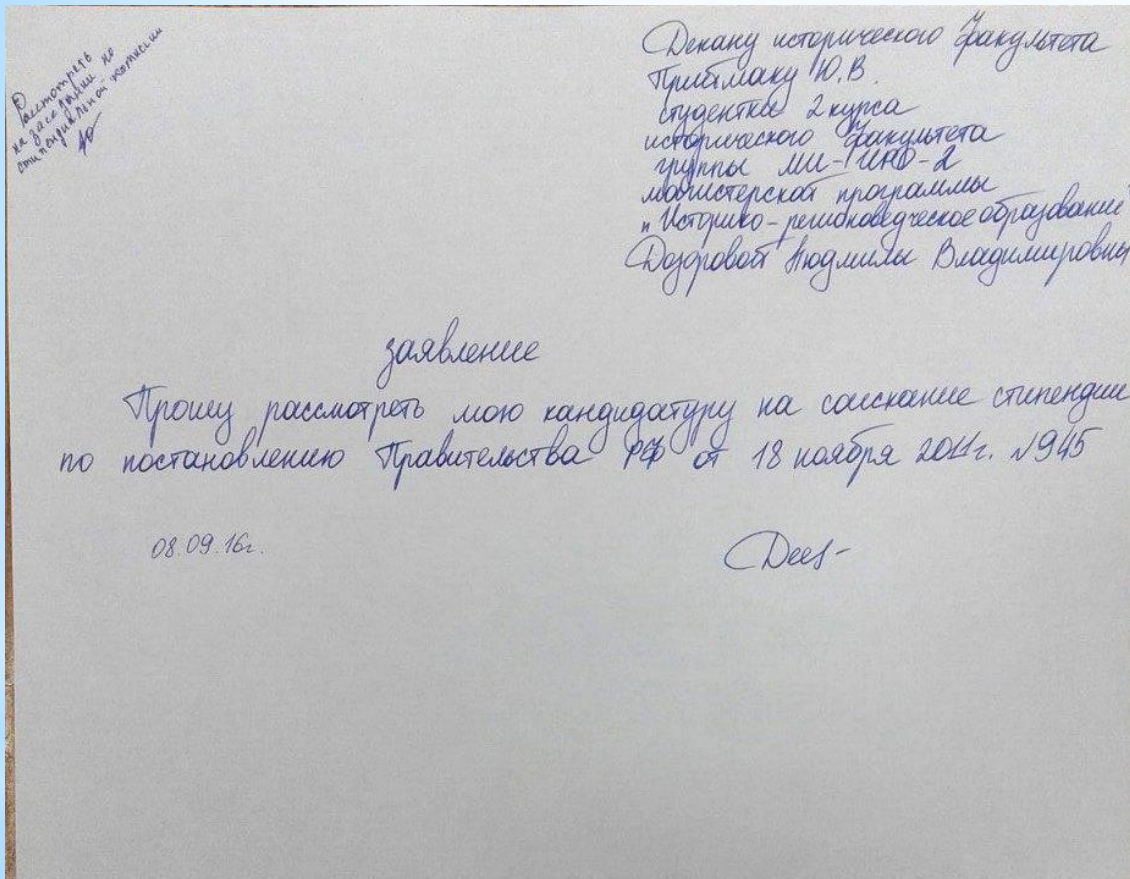 Рассмотреть
на заседании
стипендиальной комиссии
Декану исторического факультета
Приймаку Ю.В.
студентки 2 курса
исторического факультета
группы
магистерской программы
"Историко-регионоведческое образование"
Дозоровой Людмилы Владимировны
заявление
Прошу рассмотреть мою кандидатуру на соискание стипендии
по постановлению Правительства РФ от 18 ноября 2011г. №945
08.09.16г.